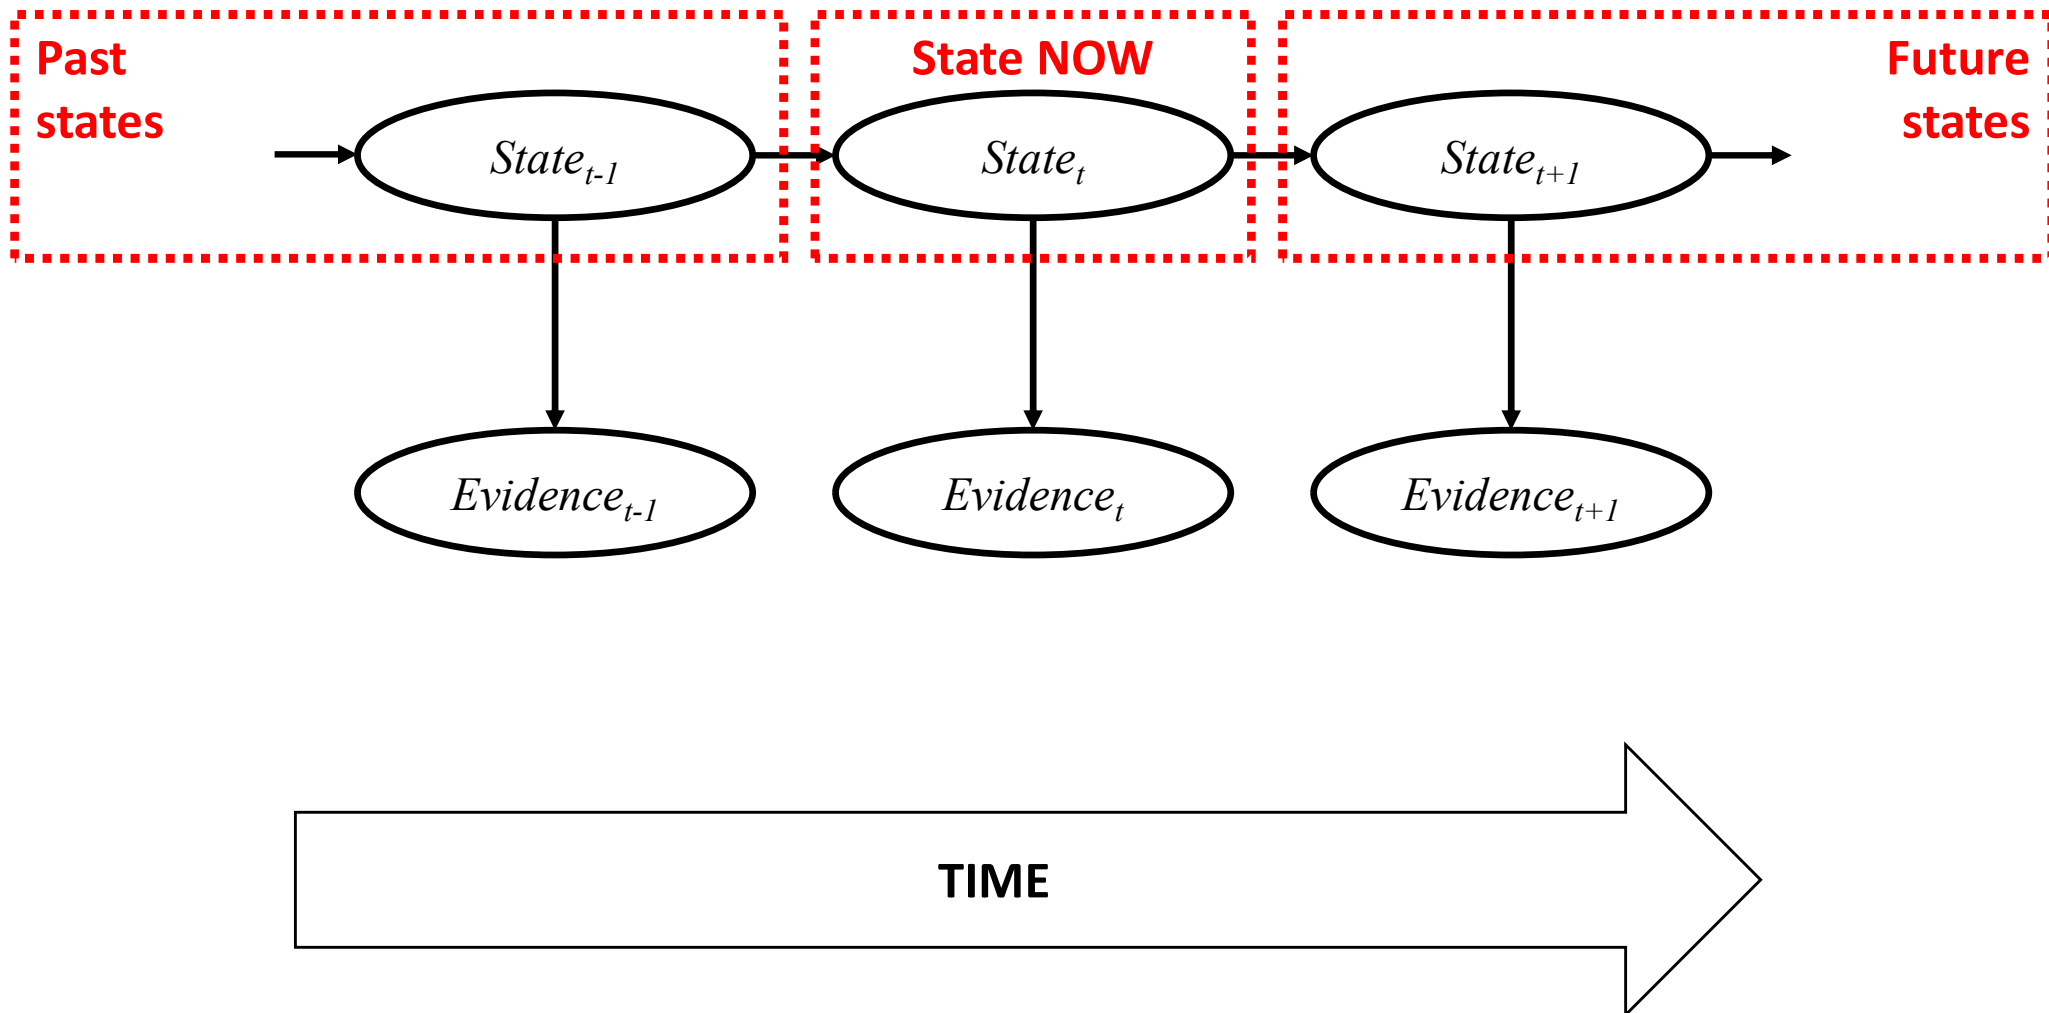 Past
states
State NOW
Future
states
State_{t-1}
State_t
State_{t+1}
Evidence_{t-1}
Evidence_t
Evidence_{t+1}
TIME